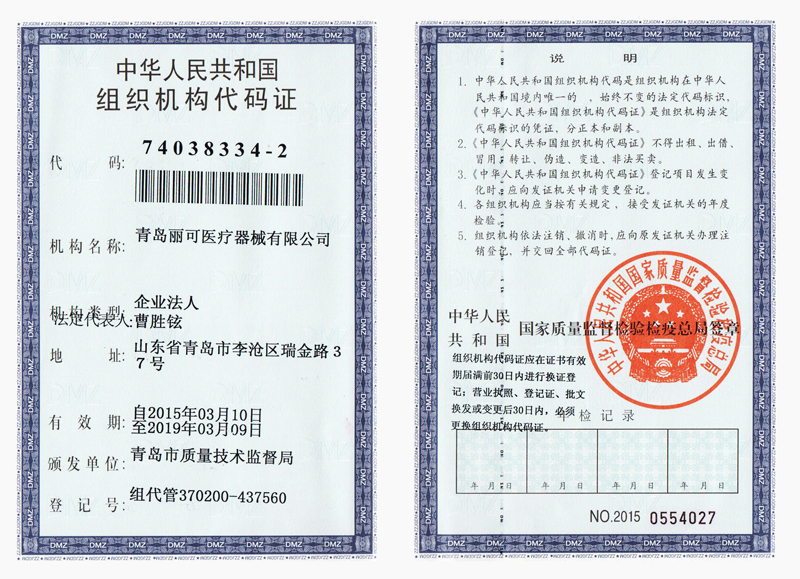 中华人民共和国
组织机构代码证
代 码: 74038334-2
机构名称: 青岛丽可医疗器械有限公司
机构类型: 企业法人
法定代表人: 曹胜铉
地 址: 山东省青岛市李沧区瑞金路3
7号
有 效 期: 自2015年03月10日
至2019年03月09日
颁发单位: 青岛市质量技术监督局
登 记 号: 组代管370200-437560
说 明
1. 中华人民共和国组织机构代码是组织机构在中华人
民共和国境内唯一的 、始终不变的法定代码标识,
《中华人民共和国组织机构代码证》是组织机构法定
代码标识的凭证, 分正本和副本。
2.《中华人民共和国组织机构代码证》不得出租、出借、
冒用、转让、伪造、变造、非法买卖。
3.《中华人民共和国组织机构代码证》登记项目发生变
化时, 应向发证机关申请变更登记。
4. 各组织机构应当按有关规定、接受发证机关的年度
检验。
5. 组织机构依法注销、撤消时, 应向原发证机关办理注
销登记, 并交回全部代码证。
中华人民
共和国 国家质量监督检验检疫总局签章
中华人民共和国国家质量监督检验检疫总局
组织机构代码证应在证书有效
期届满前30日内进行换证登
记; 营业执照、登记证、批文
换发或变更后30日内, 必须
更换组织机构代码证。
年检记录
年 月 日 年 月 日 年 月 日 年 月 日
NO.2015 0554027